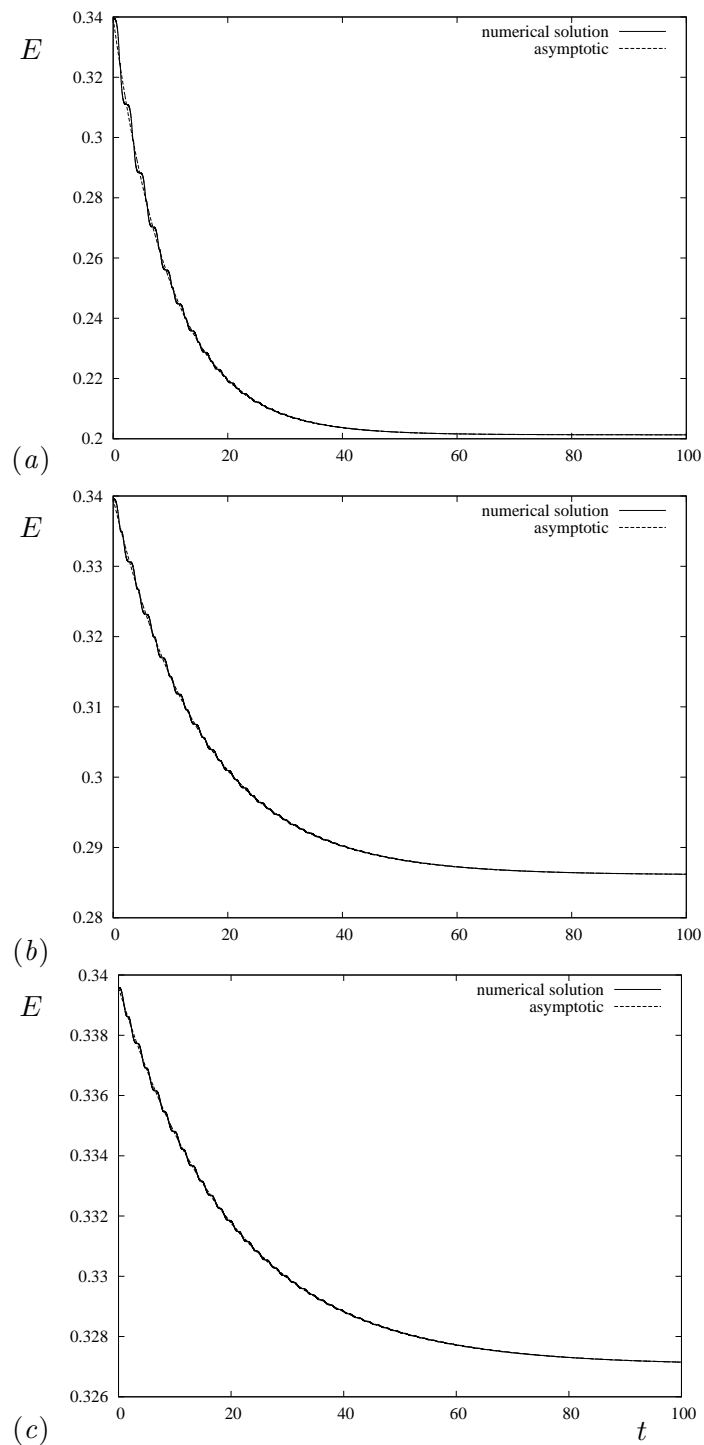 0.34
E
numerical solution
asymptotic
0.32
0.3
0.28
0.26
0.24
0.22
0.2
(a)
0 20 40 60 80 100
0.34
E
numerical solution
asymptotic
0.33
0.32
0.31
0.3
0.29
0.28
(b)
0 20 40 60 80 100
0.34
E
numerical solution
asymptotic
0.338
0.336
0.334
0.332
0.33
0.328
0.326
0 20 40 60 80 100
(c)
t